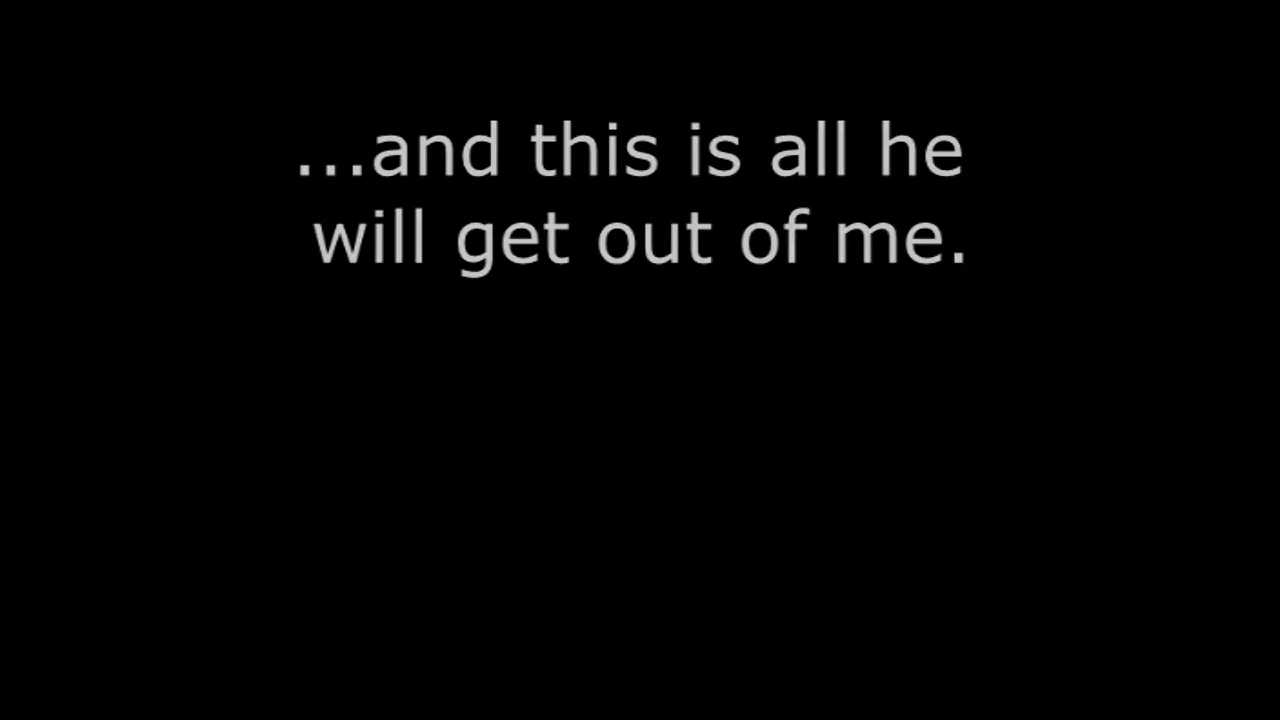 ...and this is all he
will get out of me.